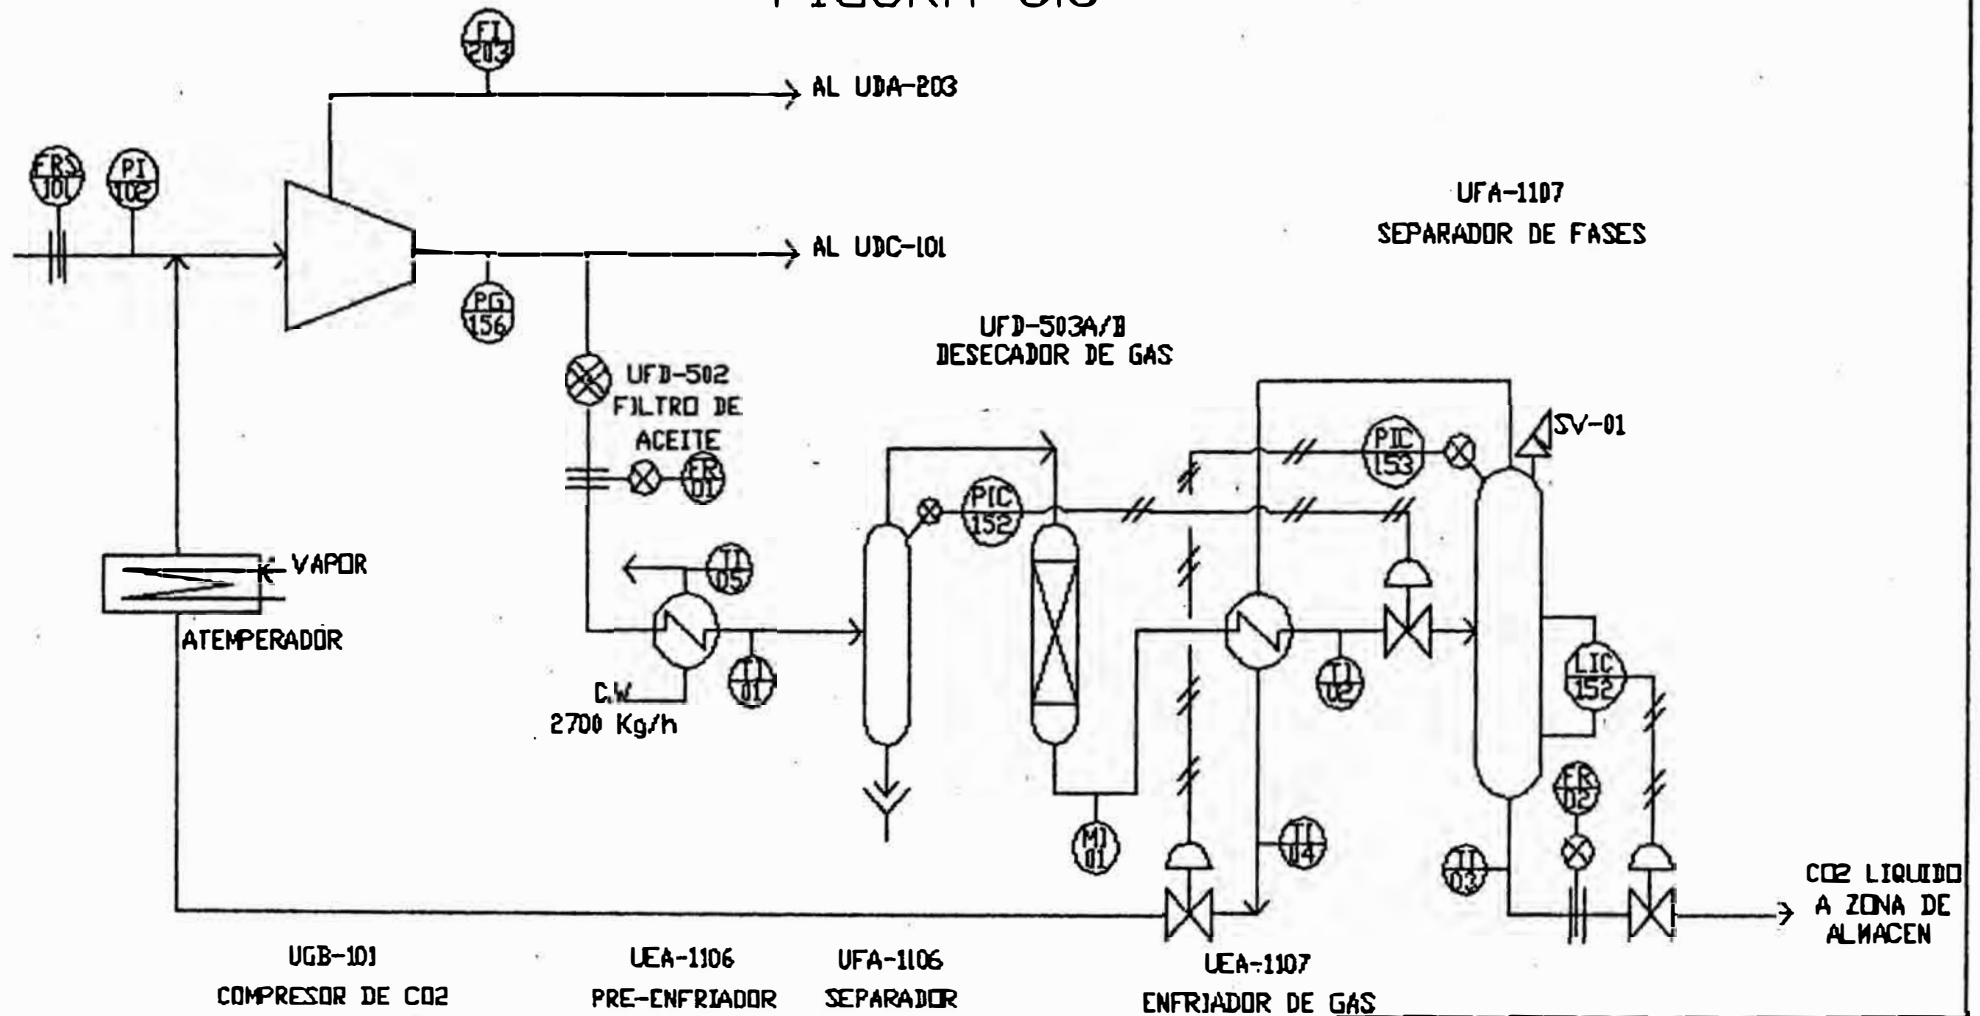 FI
203
AL UDA-203
FRS
101
PI
102
UFA-1107
SEPARADOR DE FASES
AL UDC-101
PG
156
UFD-503A/B
DESECADOR DE GAS
UFD-502
FILTRO DE
ACEITE
FR
01
PIC
153
SV-01
PIC
152
VAPOR
TI
05
ATEMPERADOR
C.W
2700 Kg/h
TI
01
TI
02
LIC
152
MI
01
TI
04
TI
03
FR
02
CO2 LIQUIDO
A ZONA DE
ALMACEN
UGB-101
COMPRESOR DE CO2
UEA-1106
PRE-ENFRIADOR
UFA-1106
SEPARADOR
UEA-1107
ENFRIADOR DE GAS